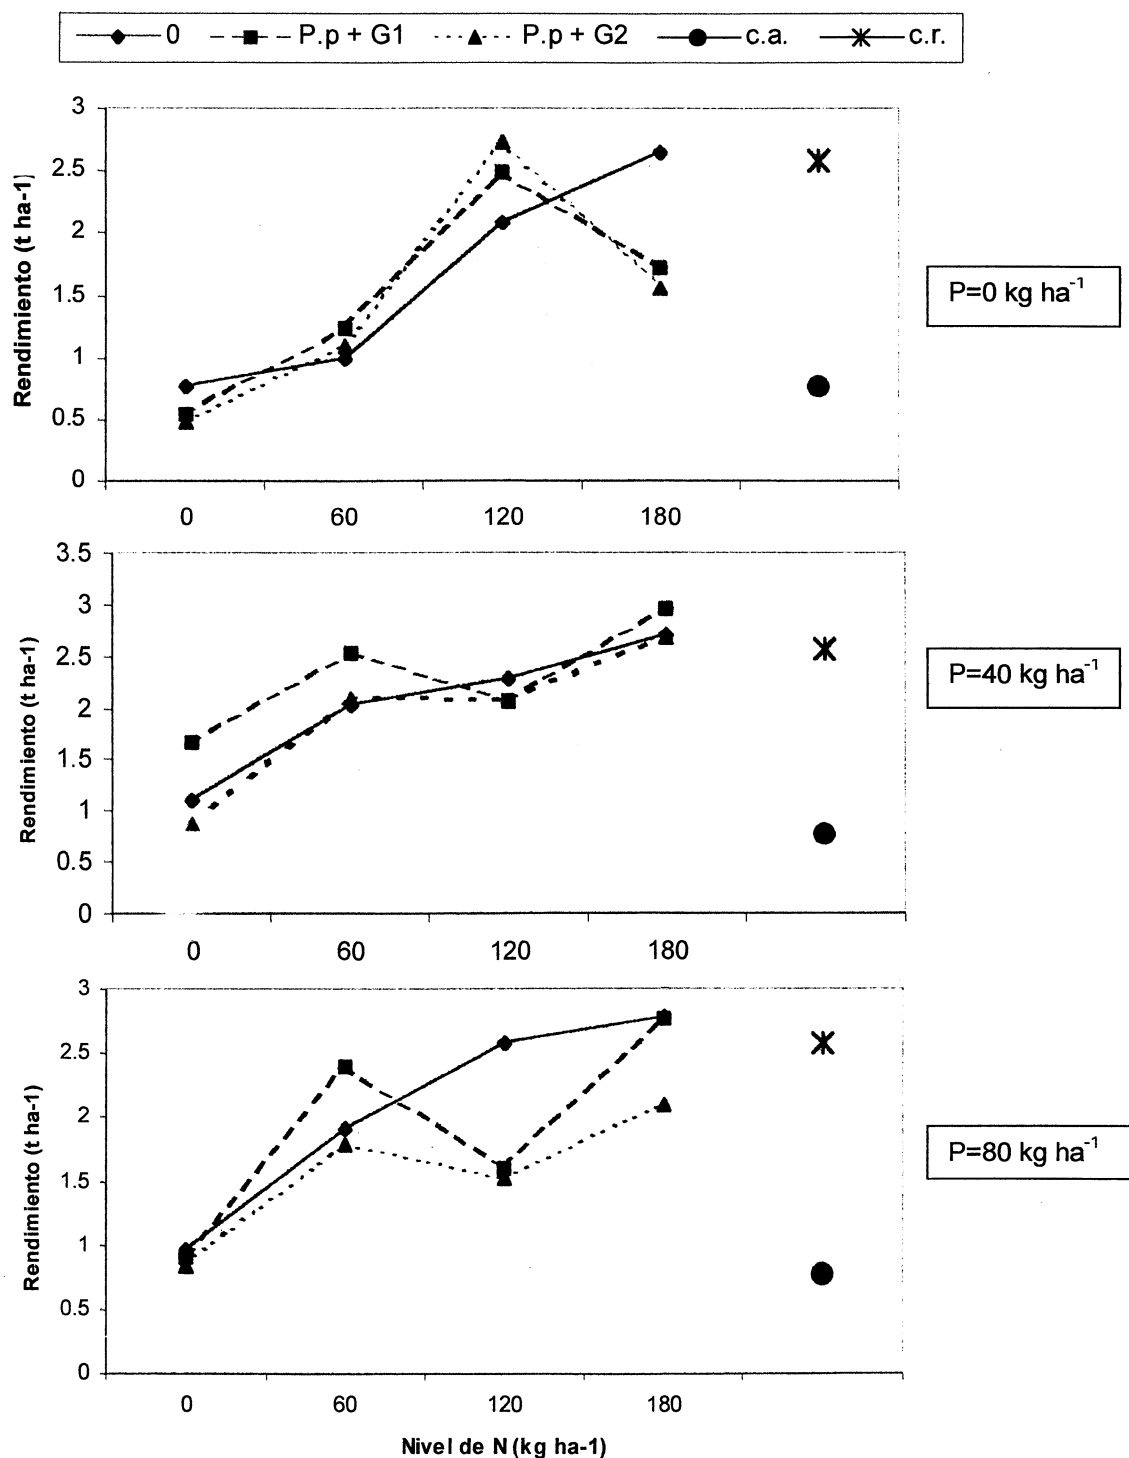 0 P.p + G1 P.p + G2 c.a. c.r.
Rendimiento (t ha-1)
3
2.5
2
1.5
1
0.5
0
0 60 120 180
P=0 kg ha-1
Rendimiento (t ha-1)
3.5
3
2.5
2
1.5
1
0.5
0
0 60 120 180
P=40 kg ha-1
Rendimiento (t ha-1)
3
2.5
2
1.5
1
0.5
0
0 60 120 180
P=80 kg ha-1
Nivel de N (kg ha-1)